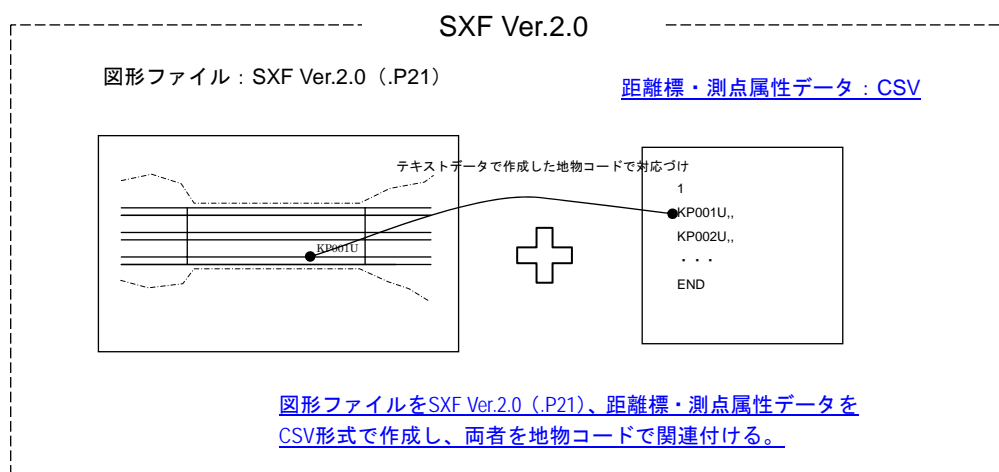 SXF Ver.2.0
図形ファイル：SXF Ver.2.0（.P21）
距離標・測点属性データ：CSV
テキストデータで作成した地物コードで対応づけ
KP001U
1
KP001U,,
KP002U,,
・・・
END
図形ファイルをSXF Ver.2.0（.P21）、距離標・測点属性データを
CSV形式で作成し、両者を地物コードで関連付ける。